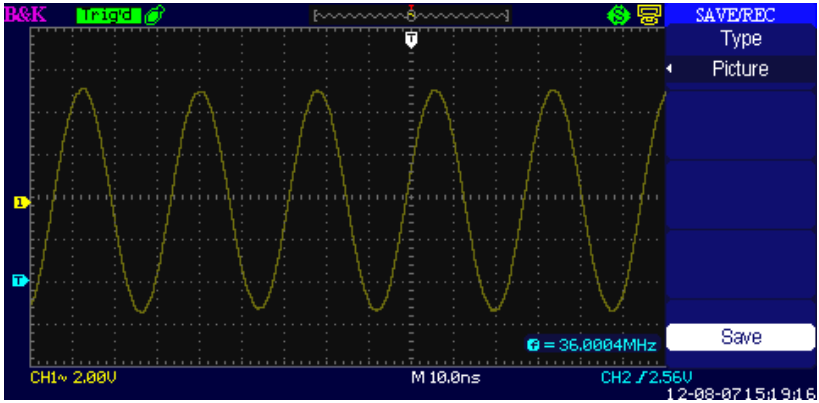 B&K Trig'd S SAVE/REC
Type
T
Picture
1
T
f = 36.0004MHz
Save
CH1~ 2.00V M 10.0ns CH2 / 2.56V
12-08-07 15:19:16